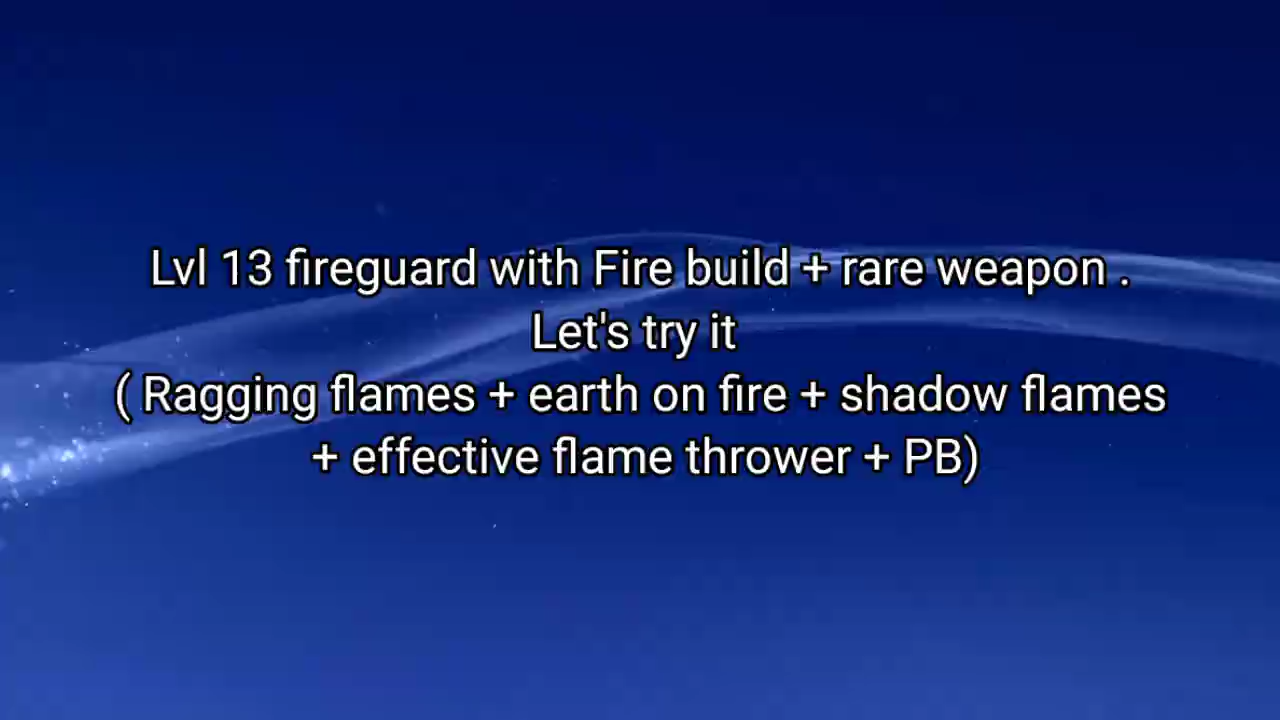 Lvl 13 fireguard with Fire build + rare weapon .
Let's try it
( Ragging flames + earth on fire + shadow flames
+ effective flame thrower + PB)